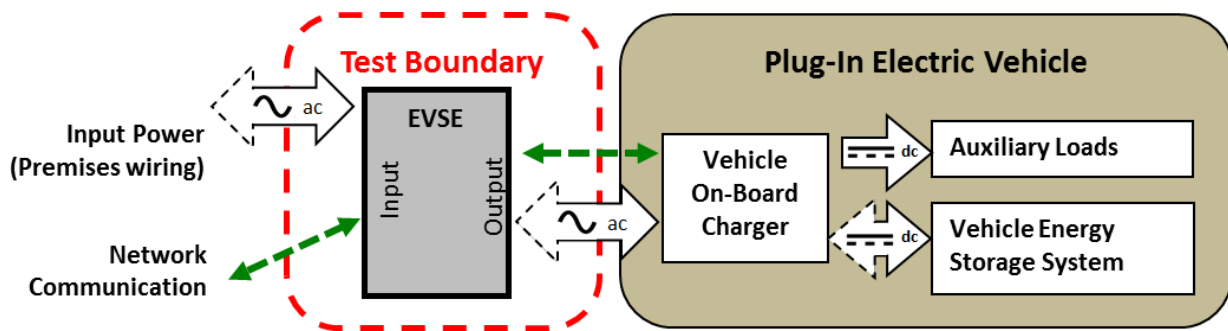 Test Boundary
Plug-In Electric Vehicle
ac
EVSE
Input Power
(Premises wiring)
Input
Output
Vehicle
On-Board
Charger
dc
Auxiliary Loads
ac
dc
Vehicle Energy
Storage System
Network
Communication